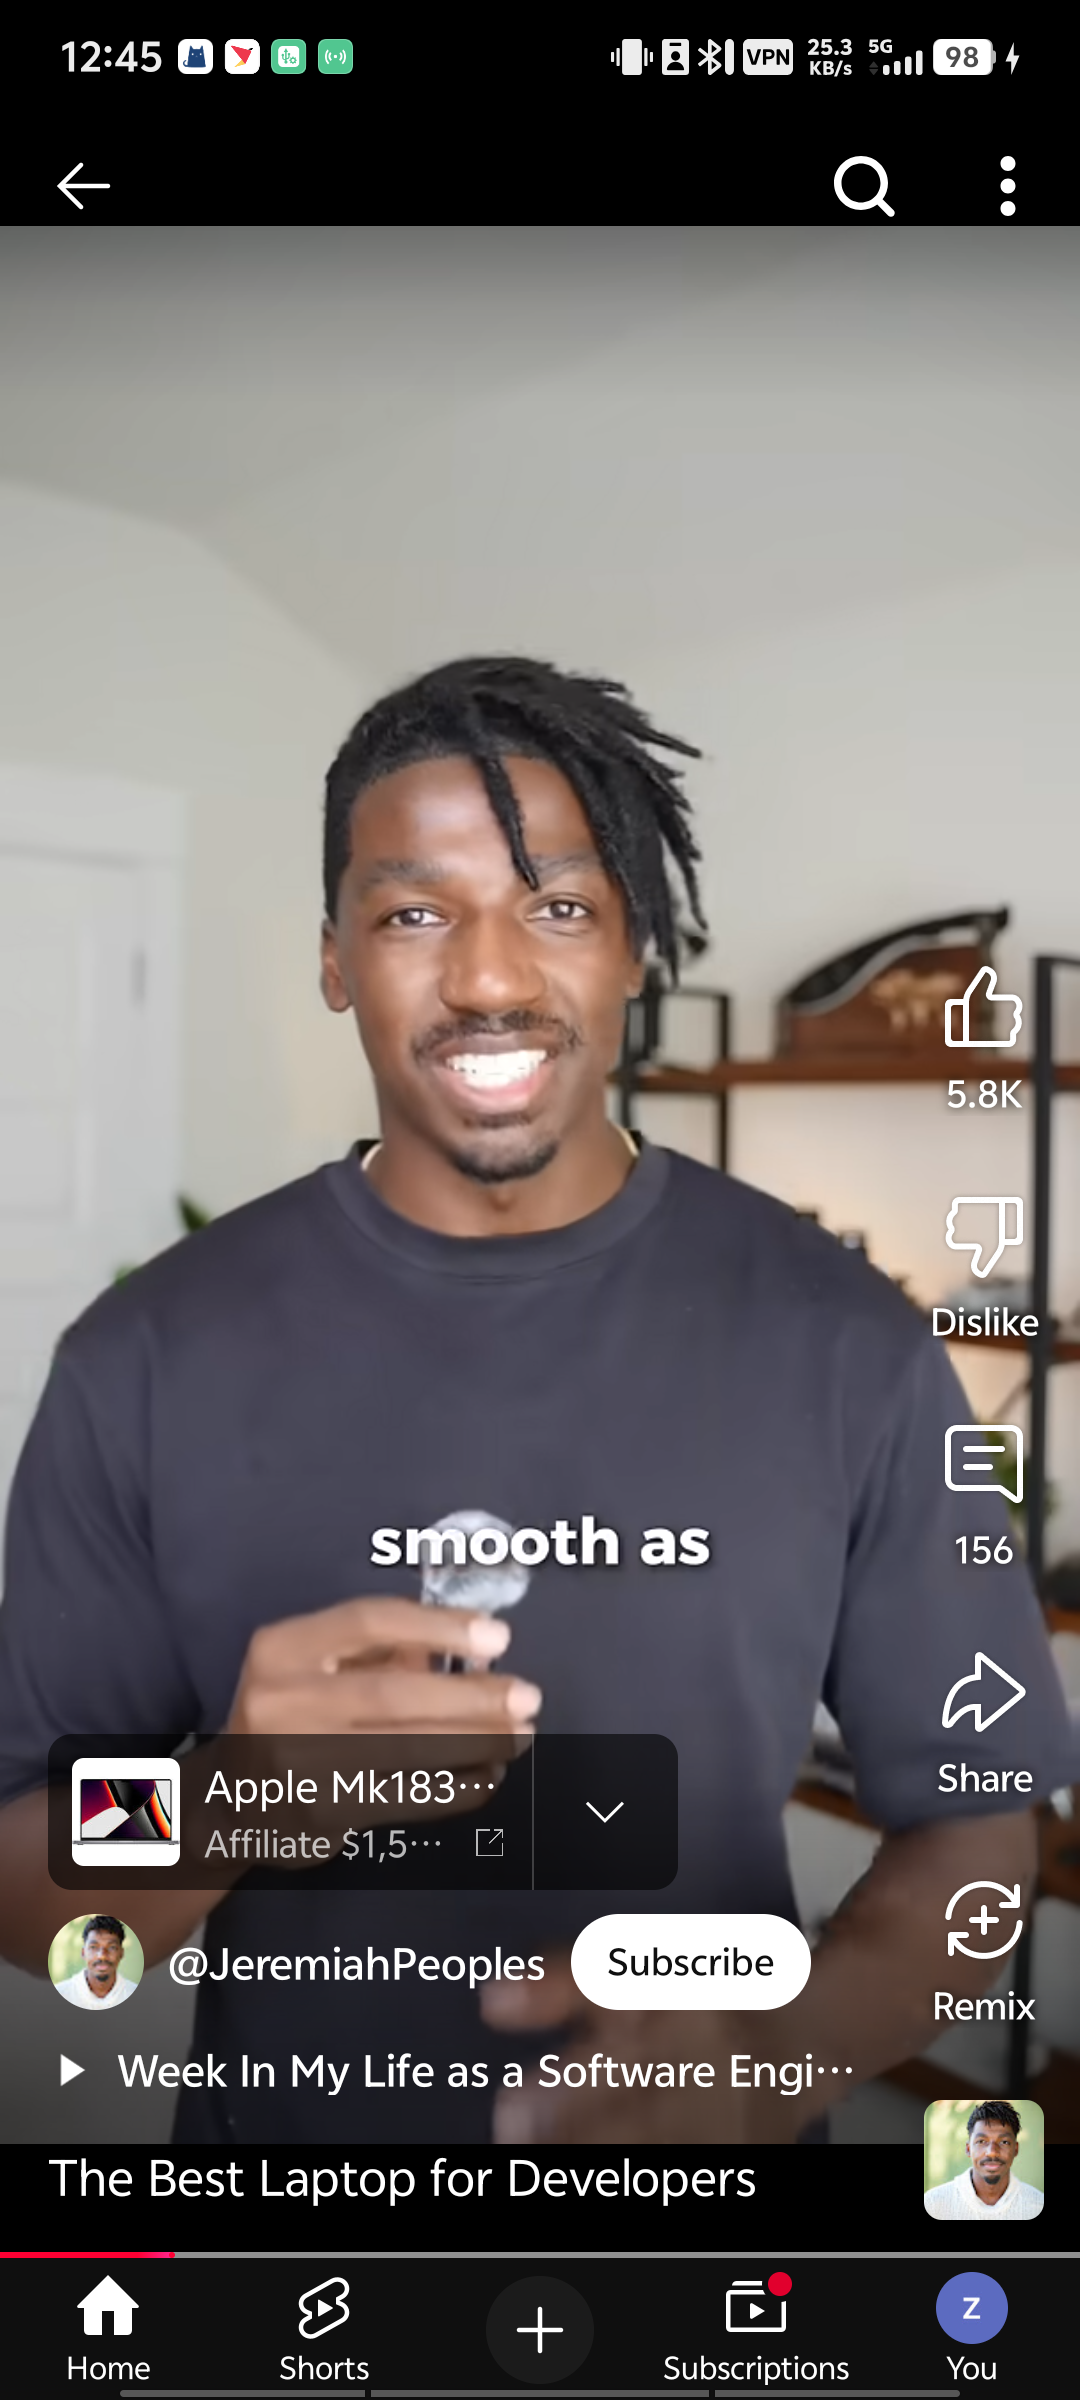 12:45
VPN
25.3
KB/s
5G
98
5.8K
Dislike
smooth as
156
Share
Apple Mk183...
Affiliate $1,5...
@JeremiahPeoples
Subscribe
Remix
Week In My Life as a Software Engi...
The Best Laptop for Developers
Home
Shorts
Subscriptions
Z
You